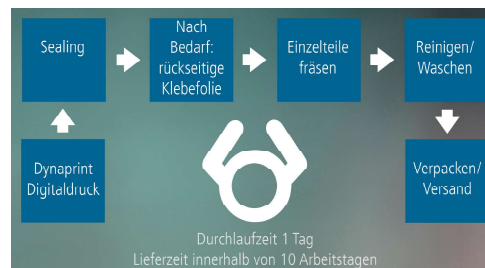 Sealing
Nach
Bedarf:
rückseitige
Klebefolie
Einzelteile
fräsen
Reinigen/
Waschen
Dynaprint
Digitaldruck
Verpacken/
Versand
Durchlaufzeit 1 Tag
Lieferzeit innerhalb von 10 Arbeitstagen